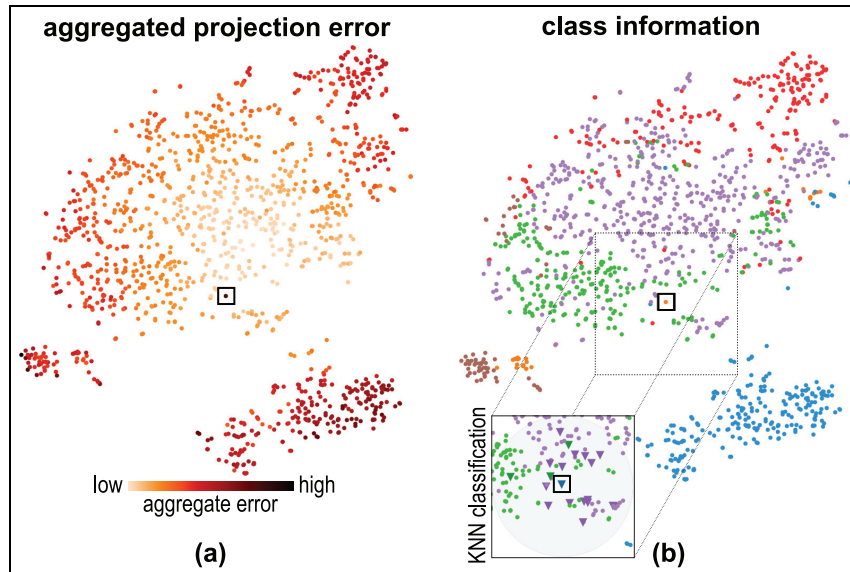 aggregated projection error
class information
low
high
aggregate error
KNN classification
(a)
(b)